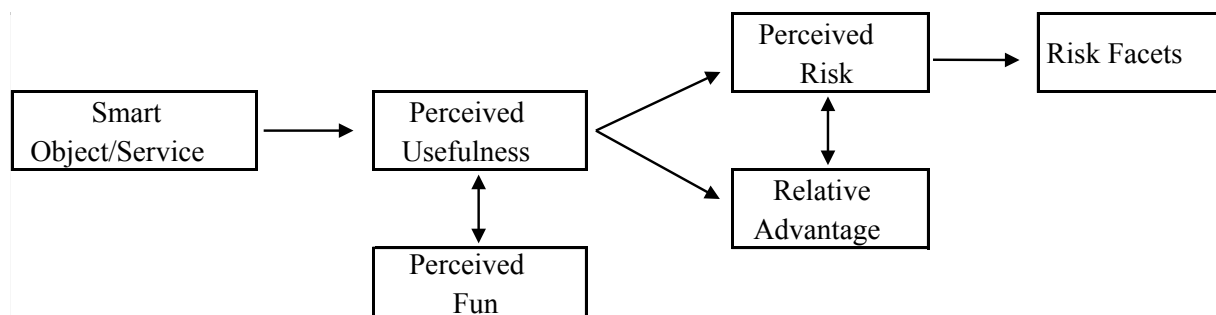 Smart
Object/Service
Perceived
Usefulness
Perceived
Fun
Perceived
Risk
Relative
Advantage
Risk Facets